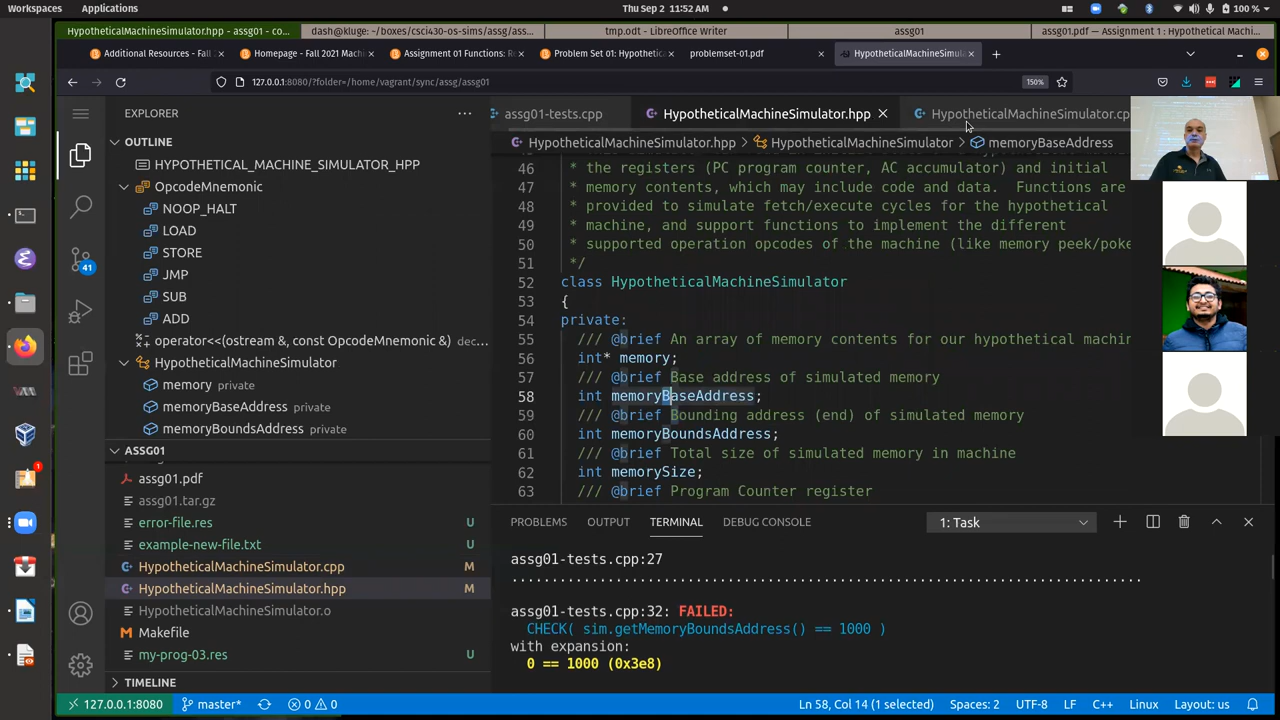 Workspaces Applications Thu Sep 2 11:52 AM 100 %
HypotheticalMachineSimulator.hpp - assg01 - co... dash@kluge: ~/boxes/csci430-os-sims/assg/ass... tmp.odt - LibreOffice Writer assg01 assg01.pdf — Assignment 1 : Hypothetical Machi...
Additional Resources - Fall Homepage - Fall 2021 Machi Assignment 01 Functions: Re Problem Set 01: Hypothetic problemset-01.pdf HypotheticalMachineSimulat
127.0.0.1:8080/?folder=/home/vagrant/sync/assg/assg01 150%
EXPLORER
assg01-tests.cpp HypotheticalMachineSimulator.hpp HypotheticalMachineSimulator.cp
HypotheticalMachineSimulator.hpp > HypotheticalMachineSimulator > memoryBaseAddress
OUTLINE
HYPOTHETICAL_MACHINE_SIMULATOR_HPP
OpcodeMnemonic
NOOP_HALT
LOAD
STORE
JMP
SUB
ADD
operator<<(ostream &, const OpcodeMnemonic &) dec...
HypotheticalMachineSimulator
memory private
memoryBaseAddress private
memoryBoundsAddress private
41
1
46 * the registers (PC program counter, AC accumulator) and initial
47 * memory contents, which may include code and data. Functions are
48 * provided to simulate fetch/execute cycles for the hypothetical
49 * machine, and support functions to implement the different
50 * supported operation opcodes of the machine (like memory peek/poke
51 */
52 class HypotheticalMachineSimulator
53 {
54 private:
55 /// @brief An array of memory contents for our hypothetical machin
56 int* memory;
57 /// @brief Base address of simulated memory
58 int memoryBaseAddress;
59 /// @brief Bounding address (end) of simulated memory
60 int memoryBoundsAddress;
61 /// @brief Total size of simulated memory in machine
62 int memorySize;
63 /// @brief Program Counter register
ASSG01
assg01.pdf
assg01.tar.gz
error-file.res U
example-new-file.txt U
HypotheticalMachineSimulator.cpp M
HypotheticalMachineSimulator.hpp M
HypotheticalMachineSimulator.o
Makefile
my-prog-03.res U
TIMELINE
PROBLEMS OUTPUT TERMINAL DEBUG CONSOLE 1: Task
assg01-tests.cpp:27
...............................................................................
assg01-tests.cpp:32: FAILED:
CHECK( sim.getMemoryBoundsAddress() == 1000 )
with expansion:
0 == 1000 (0x3e8)
127.0.0.1:8080 master* 0 0 Ln 58, Col 14 (1 selected) Spaces: 2 UTF-8 LF C++ Linux Layout: us